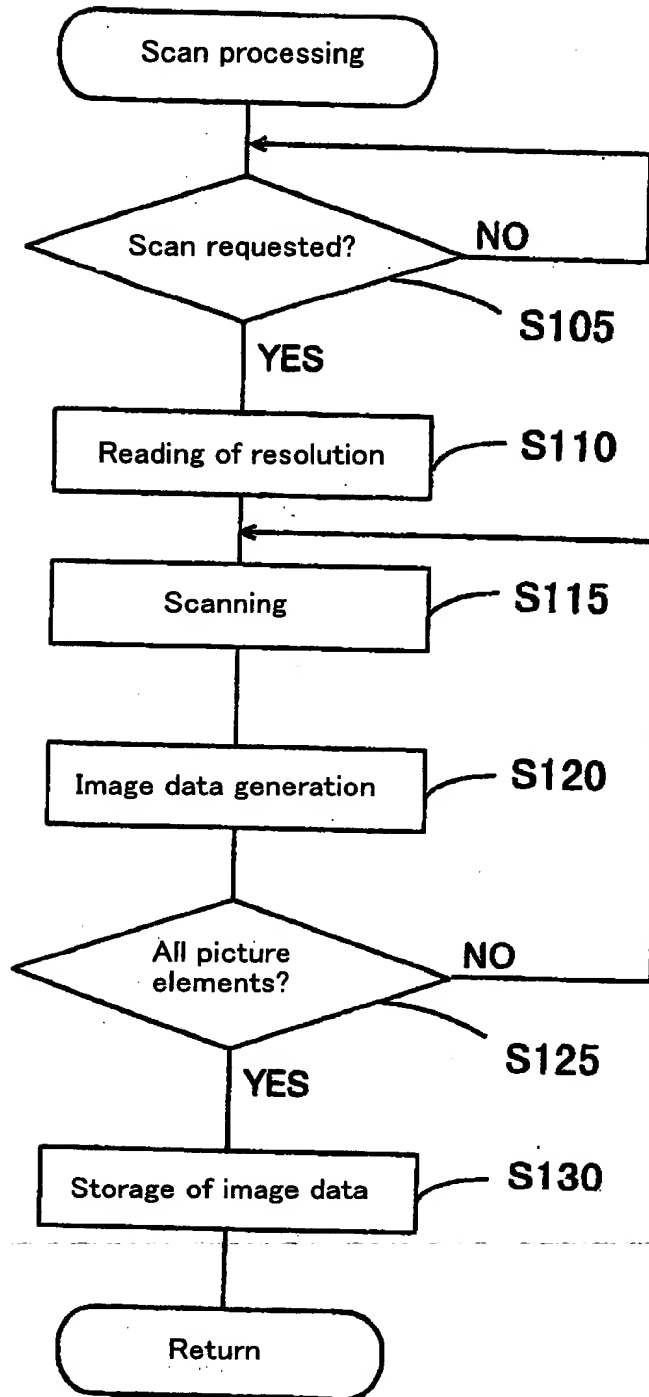 Scan processing
Scan requested?
NO
S105
YES
Reading of resolution
S110
Scanning
S115
Image data generation
S120
All picture
elements?
NO
S125
YES
Storage of image data
S130
Return